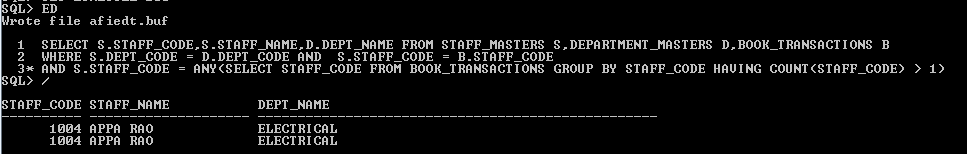 SQL> ED
Wrote file afiedt.buf
1 SELECT S.STAFF_CODE,S.STAFF_NAME,D.DEPT_NAME FROM STAFF_MASTERS S,DEPARTMENT_MASTERS D,BOOK_TRANSACTIONS B
2 WHERE S.DEPT_CODE = D.DEPT_CODE AND S.STAFF_CODE = B.STAFF_CODE
3* AND S.STAFF_CODE = ANY(SELECT STAFF_CODE FROM BOOK_TRANSACTIONS GROUP BY STAFF_CODE HAVING COUNT(STAFF_CODE) > 1)
SQL> /
STAFF_CODE STAFF_NAME DEPT_NAME
---------- -------------------- --------------------------------------------------
1004 APPA RAO ELECTRICAL
1004 APPA RAO ELECTRICAL